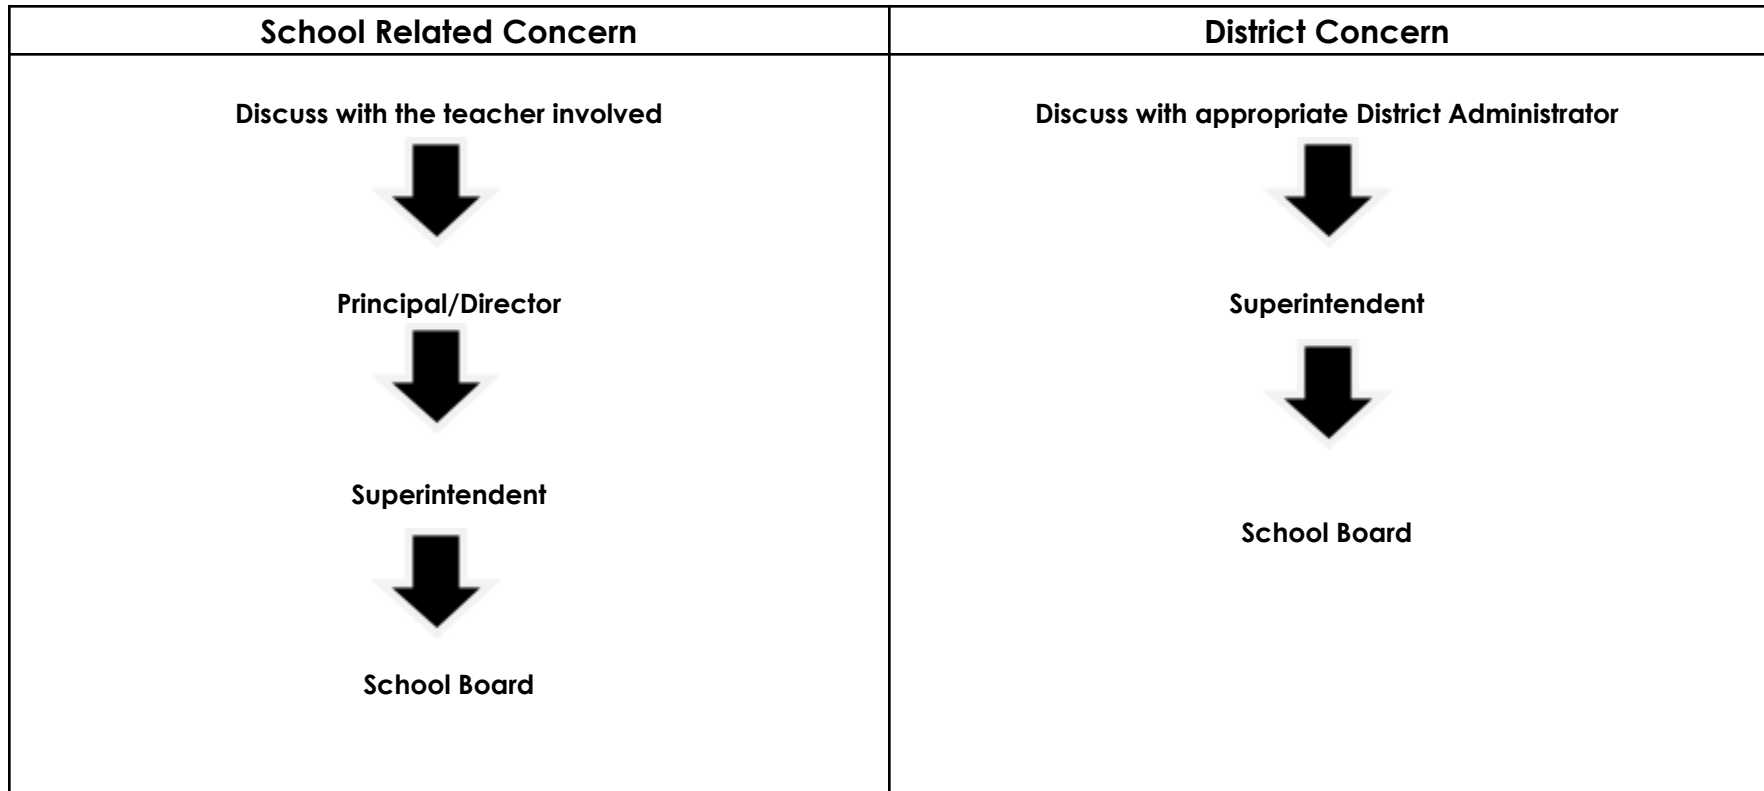 School Related Concern
District Concern
Discuss with the teacher involved
Principal/Director
Superintendent
School Board
Discuss with appropriate District Administrator
Superintendent
School Board